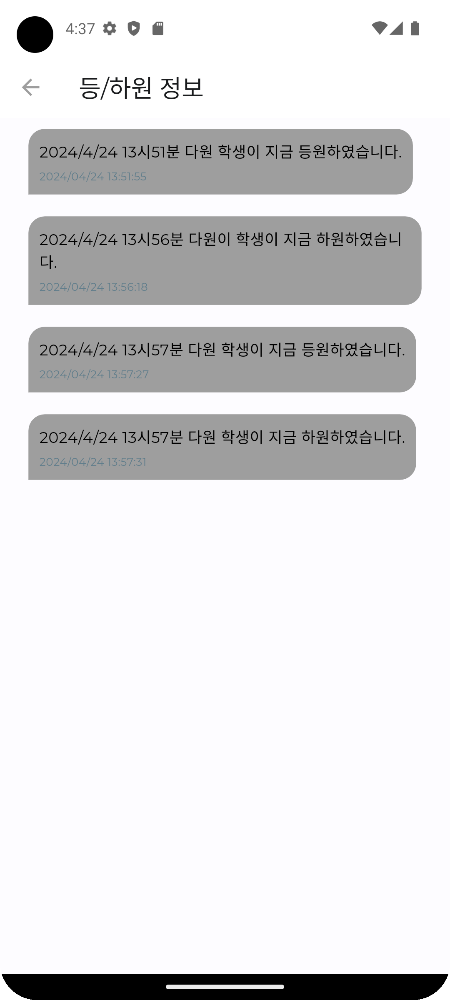 4:37
등/하원 정보
2024/4/24 13시51분 다원 학생이 지금 등원하였습니다.
2024/04/24 13:51:55
2024/4/24 13시56분 다원이 학생이 지금 하원하였습니
다.
2024/04/24 13:56:18
2024/4/24 13시57분 다원 학생이 지금 등원하였습니다.
2024/04/24 13:57:27
2024/4/24 13시57분 다원 학생이 지금 하원하였습니다.
2024/04/24 13:57:31